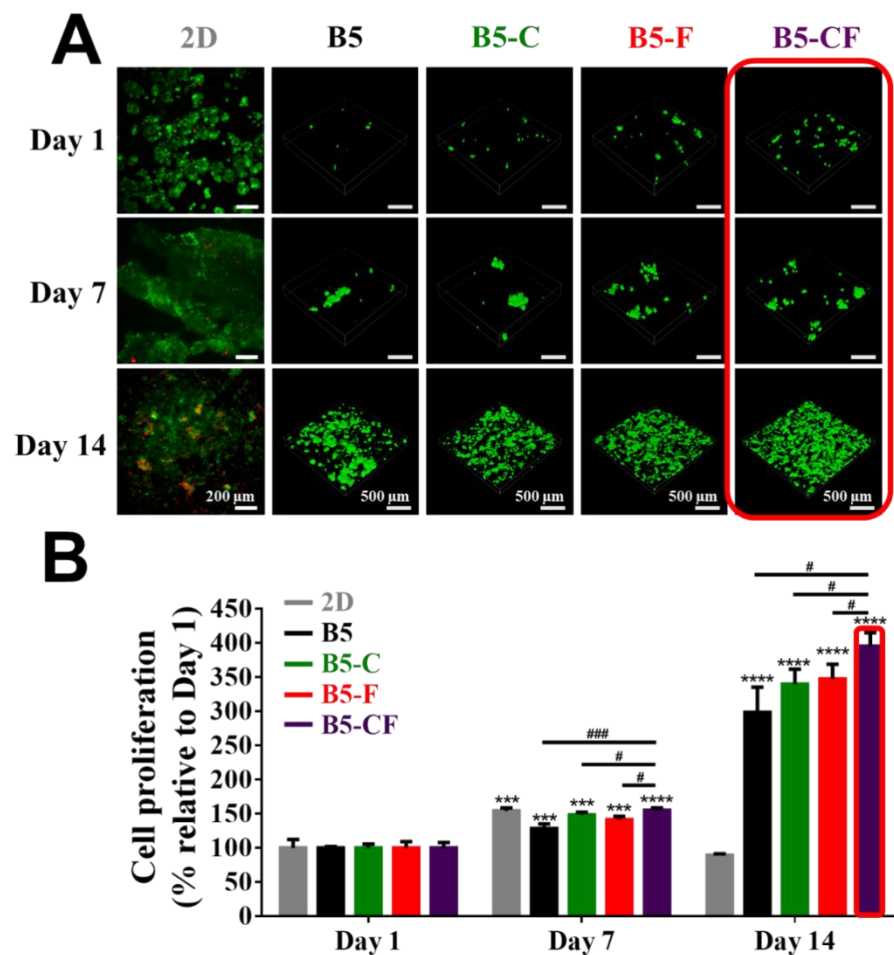 A
2D B5 B5-C B5-F B5-CF
Day 1
Day 7
Day 14
200 µm 500 µm 500 µm 500 µm 500 µm
B
Cell proliferation
(% relative to Day 1)
450
400
350
300
250
200
150
100
50
0
2D
B5
B5-C
B5-F
B5-CF
###
#
#
*** *** *** *** ****
#
#
#
**** **** **** ****
Day 1 Day 7 Day 14